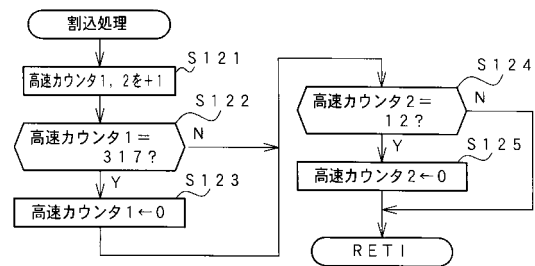 割込処理
S121
高速カウンタ1,2を+1
S122
高速カウンタ1=
317?
N
Y
S123
高速カウンタ1←0
S124
高速カウンタ2=
12?
N
Y
S125
高速カウンタ2←0
RETI